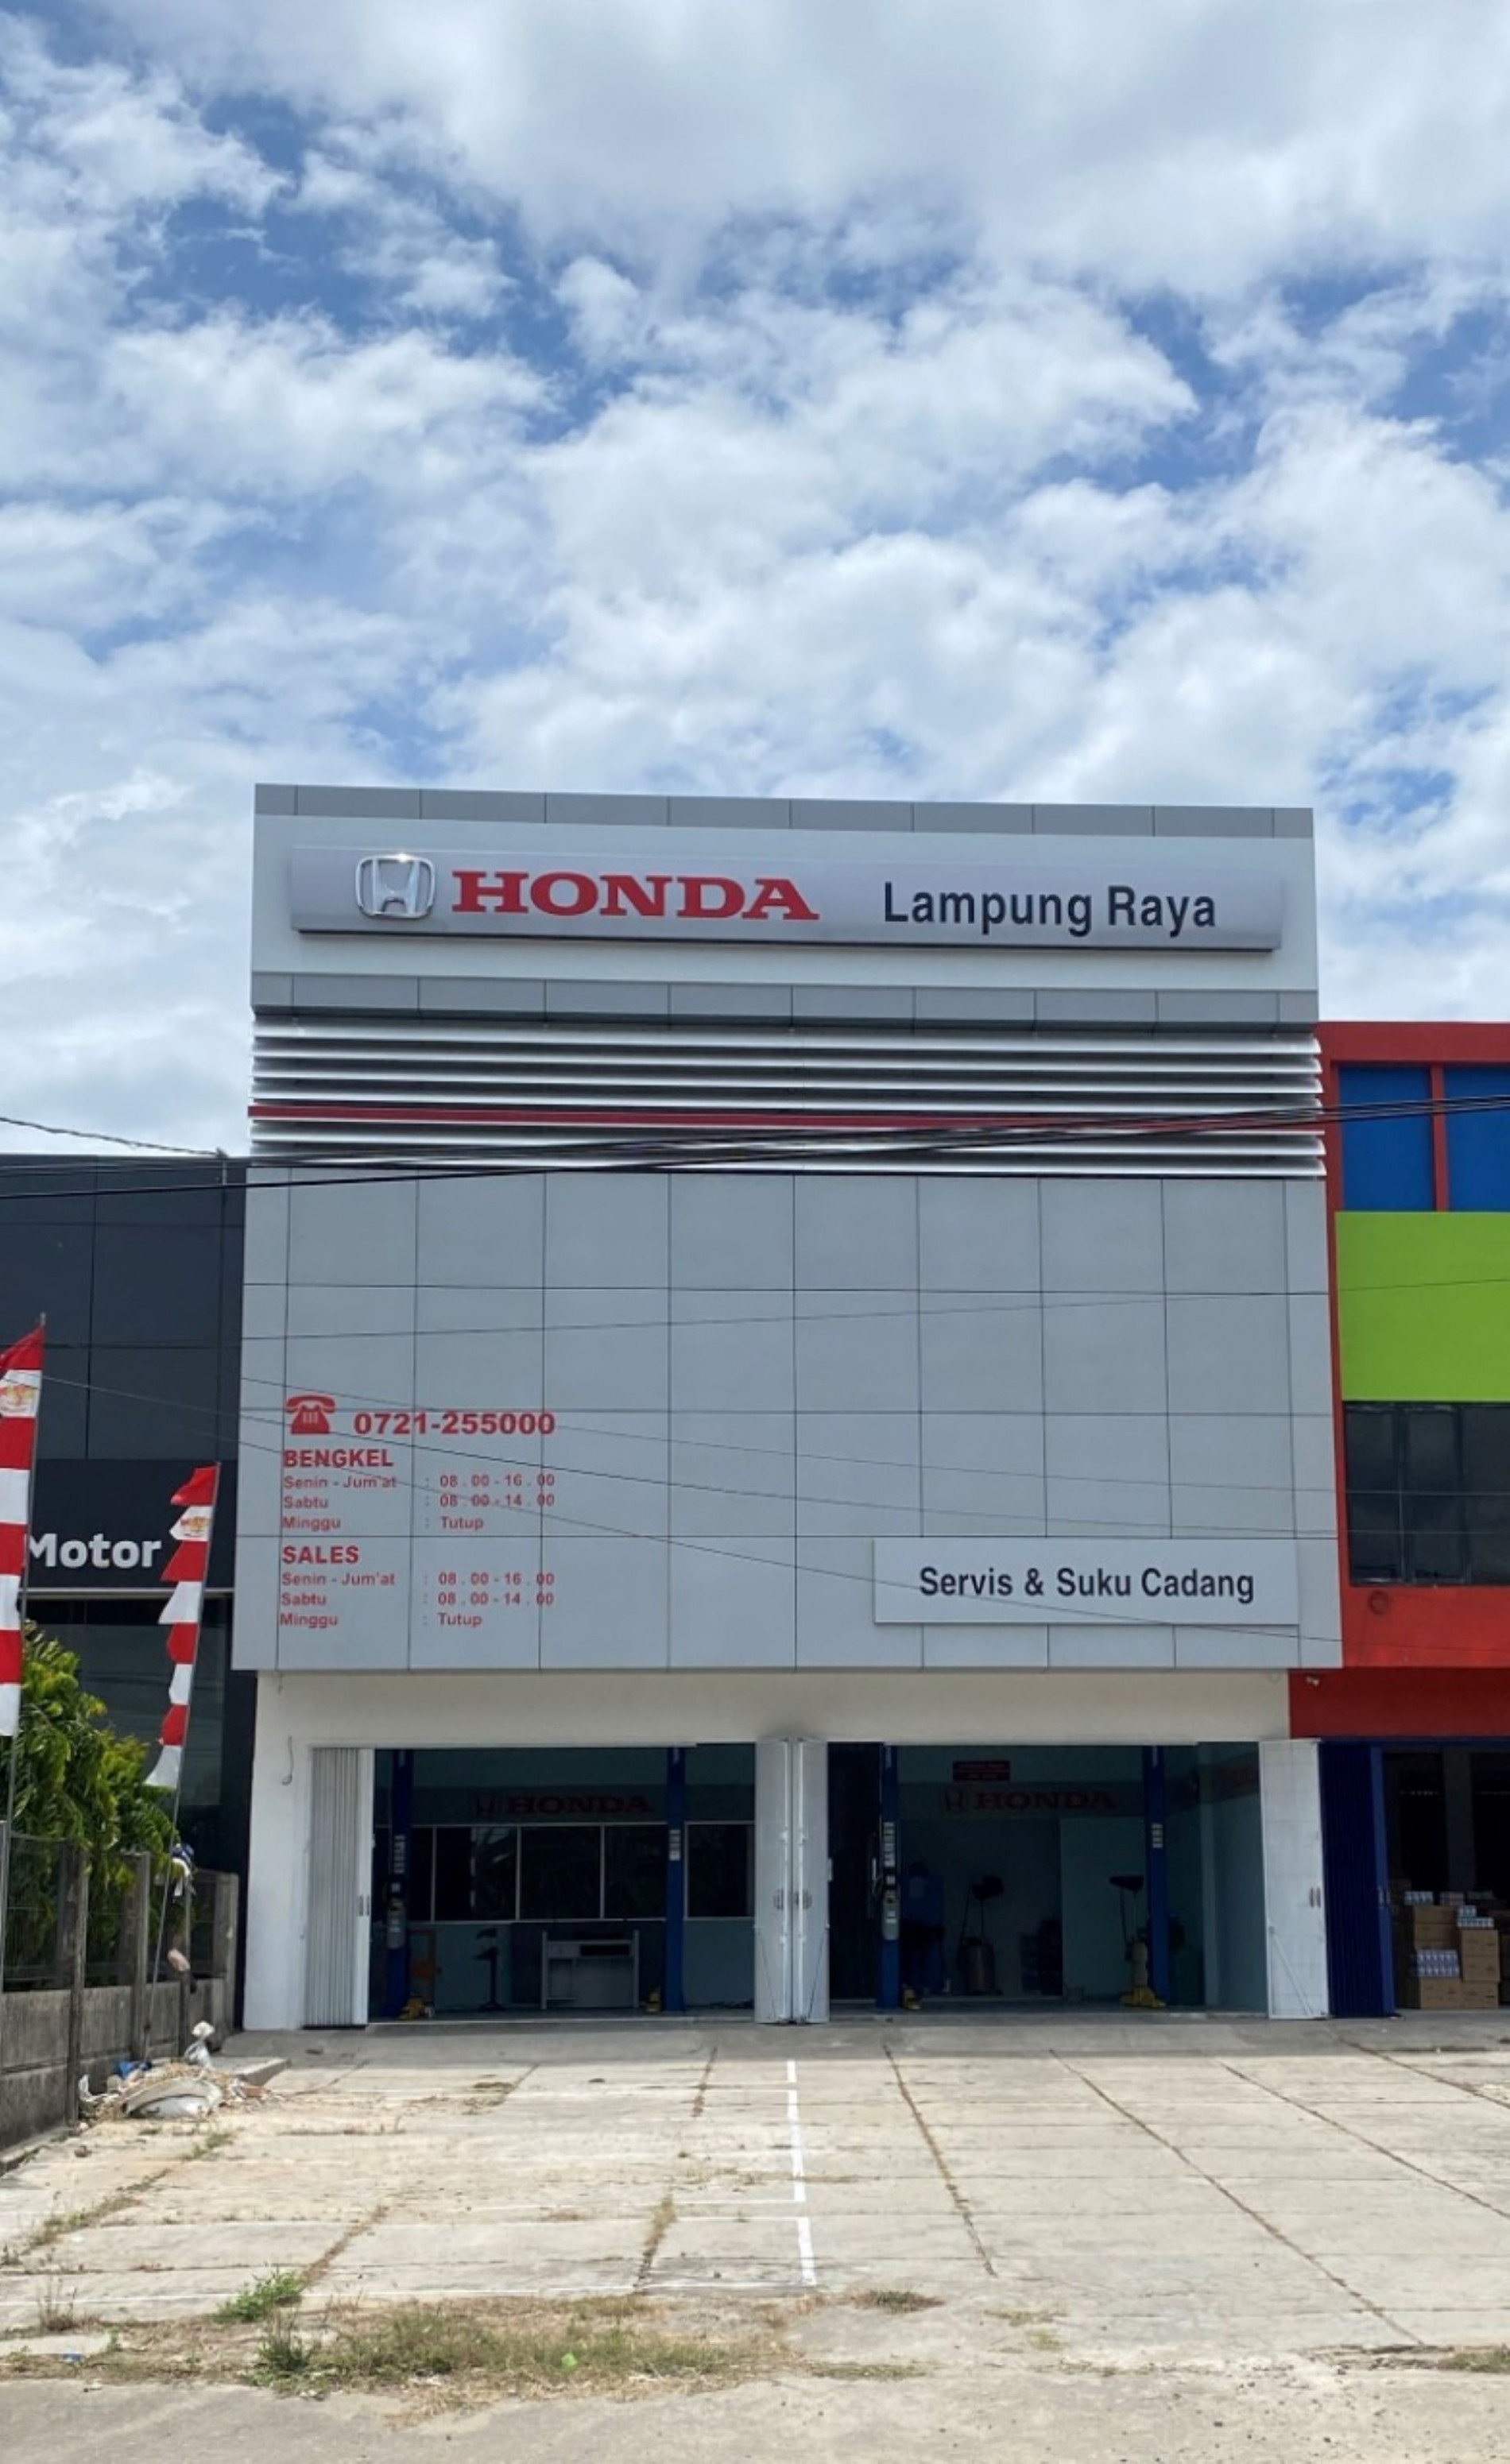 HONDA Lampung Raya
0721-255000
BENGKEL
Senin - Jum'at : 08 . 00 - 16 . 00
Sabtu : 08 . 00 - 14 . 00
Minggu : Tutup
SALES
Senin - Jum'at : 08 . 00 - 16 . 00
Sabtu : 08 . 00 - 14 . 00
Minggu : Tutup
Motor
Servis & Suku Cadang
HONDA
HONDA